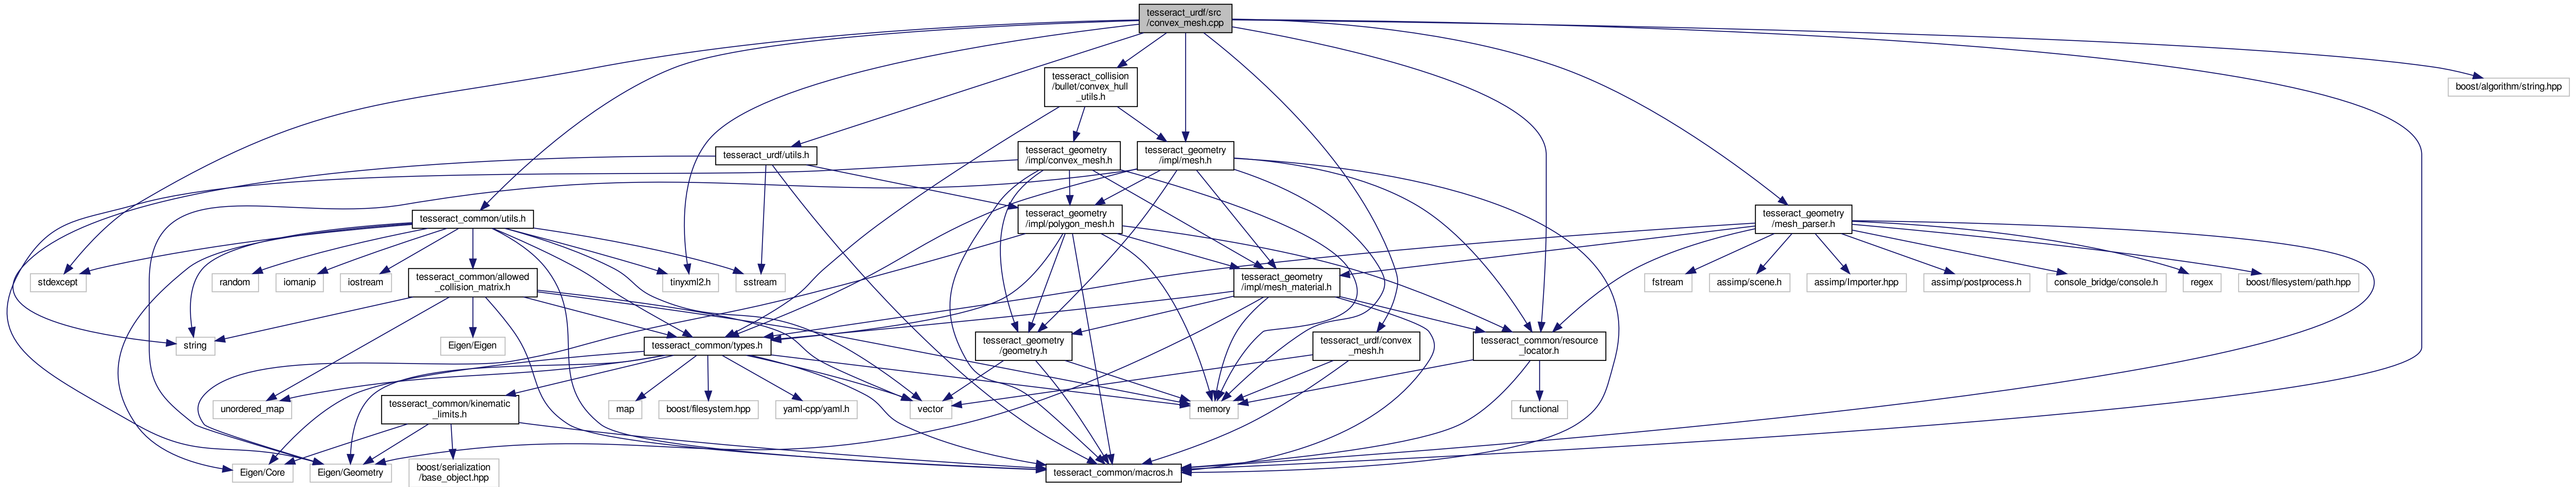 tesseract_urdf/src
/convex_mesh.cpp
tesseract_collision
/bullet/convex_hull
_utils.h
boost/algorithm/string.hpp
tesseract_urdf/utils.h
tesseract_geometry
/impl/convex_mesh.h
tesseract_geometry
/impl/mesh.h
tesseract_common/utils.h
tesseract_geometry
/impl/polygon_mesh.h
tesseract_geometry
/mesh_parser.h
stdexcept
random
iomanip
iostream
tesseract_common/allowed
_collision_matrix.h
tinyxml2.h
sstream
tesseract_geometry
/impl/mesh_material.h
fstream
assimp/scene.h
assimp/Importer.hpp
assimp/postprocess.h
console_bridge/console.h
regex
boost/filesystem/path.hpp
string
Eigen/Eigen
tesseract_common/types.h
tesseract_geometry
/geometry.h
tesseract_urdf/convex
_mesh.h
tesseract_common/resource
_locator.h
unordered_map
tesseract_common/kinematic
_limits.h
map
boost/filesystem.hpp
yaml-cpp/yaml.h
vector
memory
functional
Eigen/Core
Eigen/Geometry
boost/serialization
/base_object.hpp
tesseract_common/macros.h